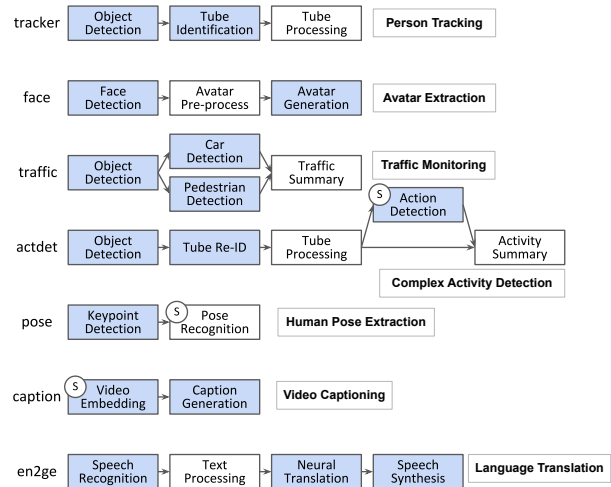 tracker
Object
Detection
Tube
Identification
Tube
Processing
Person Tracking
face
Face
Detection
Avatar
Pre-process
Avatar
Generation
Avatar Extraction
traffic
Object
Detection
Car
Detection
Pedestrian
Detection
Traffic
Summary
Traffic Monitoring
actdet
Object
Detection
Tube Re-ID
Tube
Processing
S
Action
Detection
Activity
Summary
Complex Activity Detection
pose
Keypoint
Detection
S
Pose
Recognition
Human Pose Extraction
caption
S
Video
Embedding
Caption
Generation
Video Captioning
en2ge
Speech
Recognition
Text
Processing
Neural
Translation
Speech
Synthesis
Language Translation